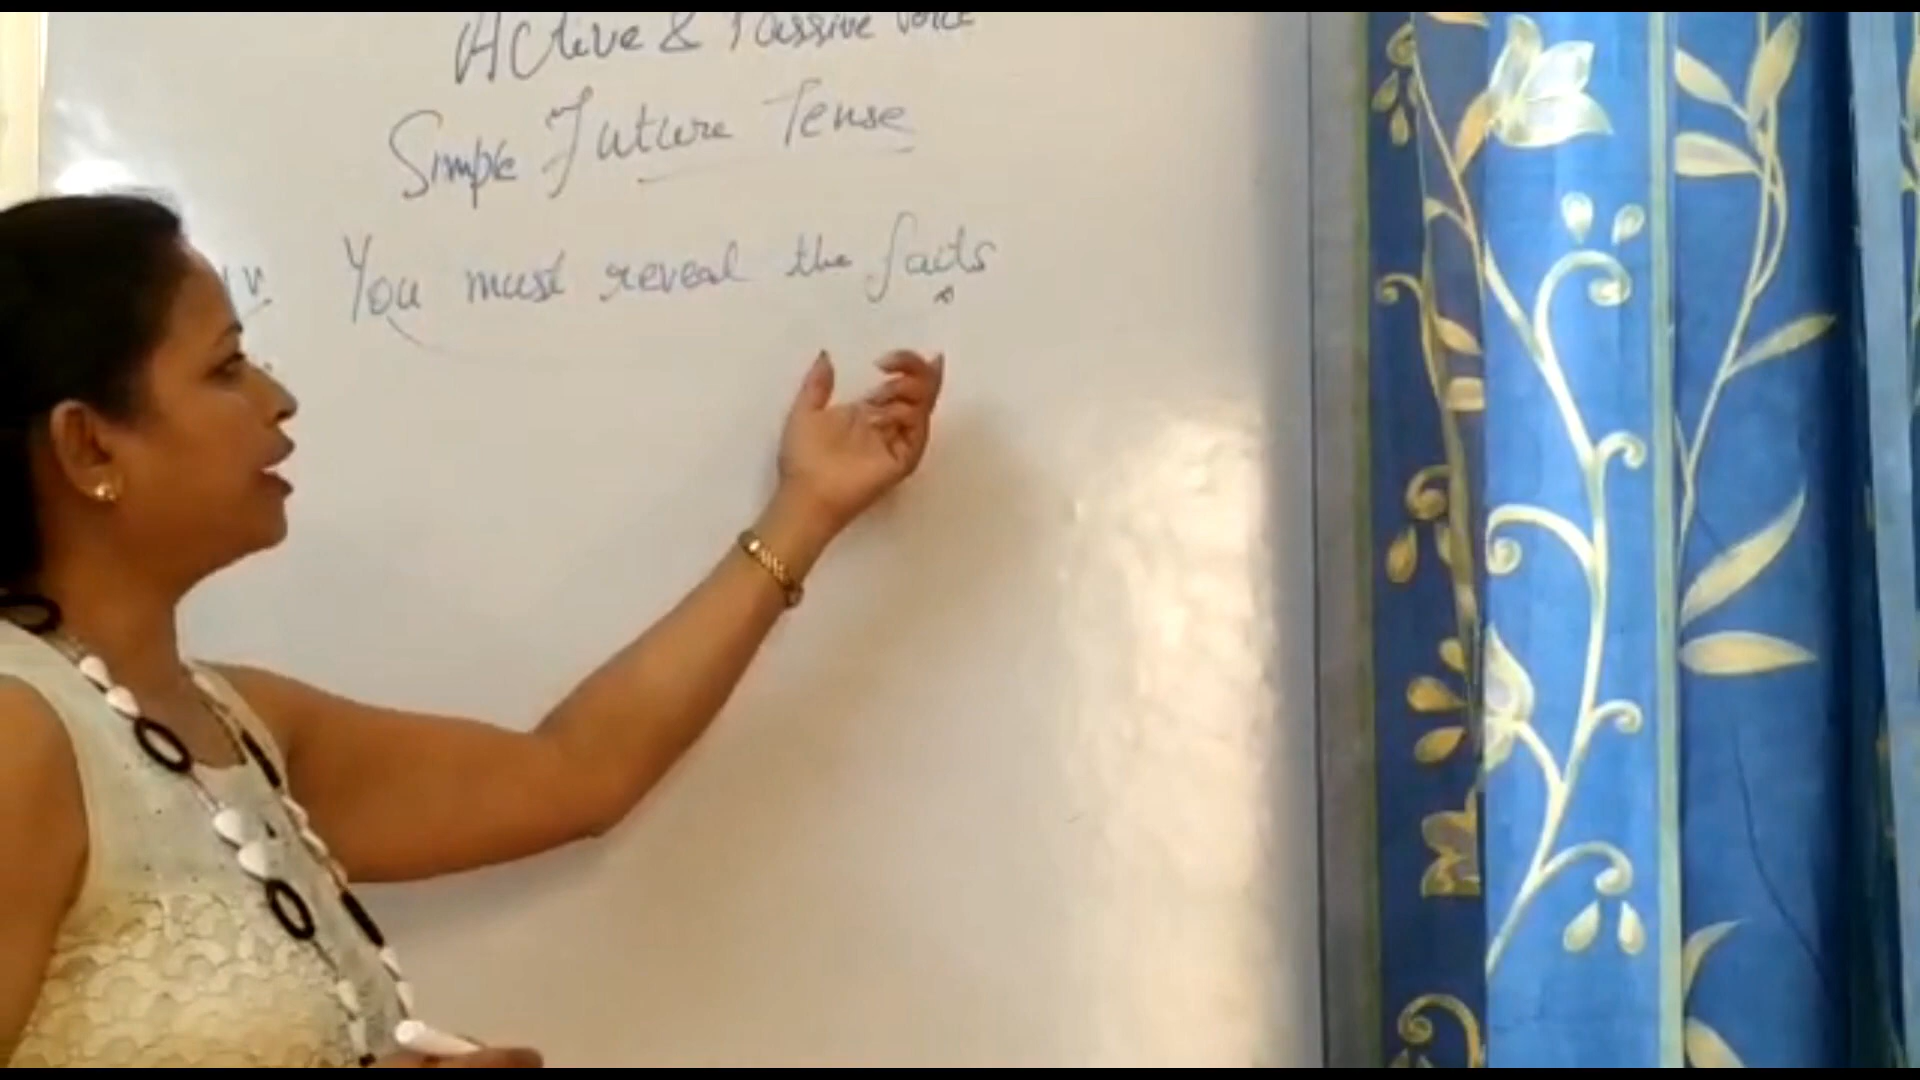 Active & Passive Voice
Simple Future Tense
You must reveal the facts